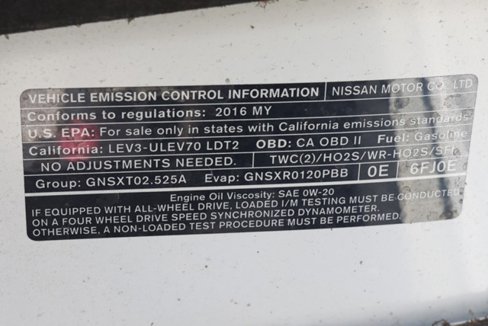 VEHICLE EMISSION CONTROL INFORMATION NISSAN MOTOR CO., LTD
Conforms to regulations: 2016 MY
U.S. EPA: For sale only in states with California emissions standards
California: LEV3-ULEV70 LDT2 OBD: CA OBD II Fuel: Gasoline
NO ADJUSTMENTS NEEDED. TWC(2)/HO2S/WR-HO2S/SFI
Group: GNSXT02.525A Evap: GNSXR0120PBB 0E 6FJ0E
Engine Oil Viscosity: SAE 0W-20
IF EQUIPPED WITH ALL-WHEEL DRIVE, LOADED I/M TESTING MUST BE CONDUCTED
ON A FOUR WHEEL DRIVE SPEED SYNCHRONIZED DYNAMOMETER.
OTHERWISE, A NON-LOADED TEST PROCEDURE MUST BE PERFORMED.